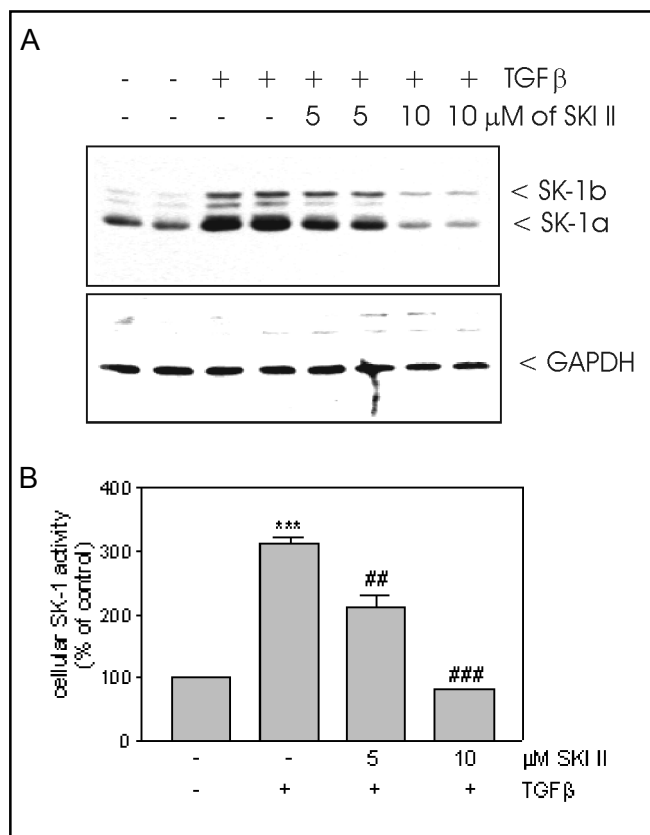 A
- - + + + + + + TGFβ
- - - - 5 5 10 10 µM of SKI II
< SK-1b
< SK-1a
< GAPDH
B
cellular SK-1 activity
(% of control)
400
300
200
100
0
***
##
###
- - 5 10 µM SKI II
- + + + TGFβ